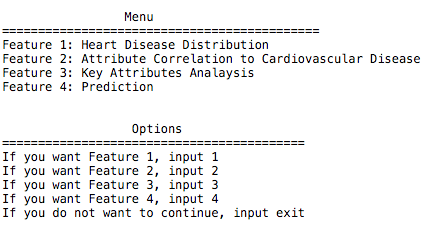 Menu
============================================
Feature 1: Heart Disease Distribution
Feature 2: Attribute Correlation to Cardiovascular Disease
Feature 3: Key Attributes Analaysis
Feature 4: Prediction
Options
==========================================
If you want Feature 1, input 1
If you want Feature 2, input 2
If you want Feature 3, input 3
If you want Feature 4, input 4
If you do not want to continue, input exit